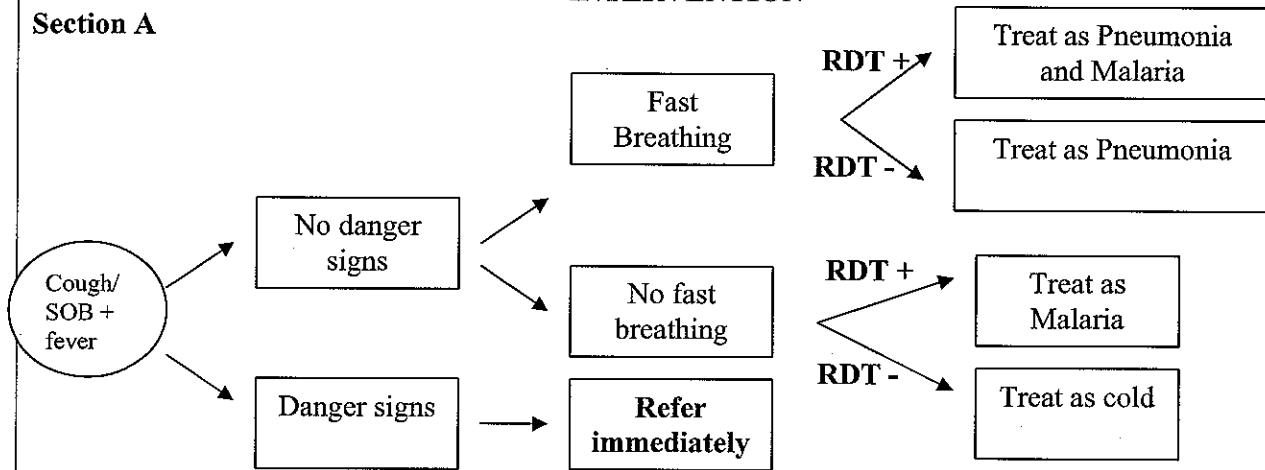 Section A
RDT +
Treat as Pneumonia
and Malaria
Fast
Breathing
RDT -
Treat as Pneumonia
No danger
signs
Cough/
SOB +
fever
No fast
breathing
RDT +
Treat as
Malaria
RDT -
Treat as cold
Danger signs
Refer
immediately